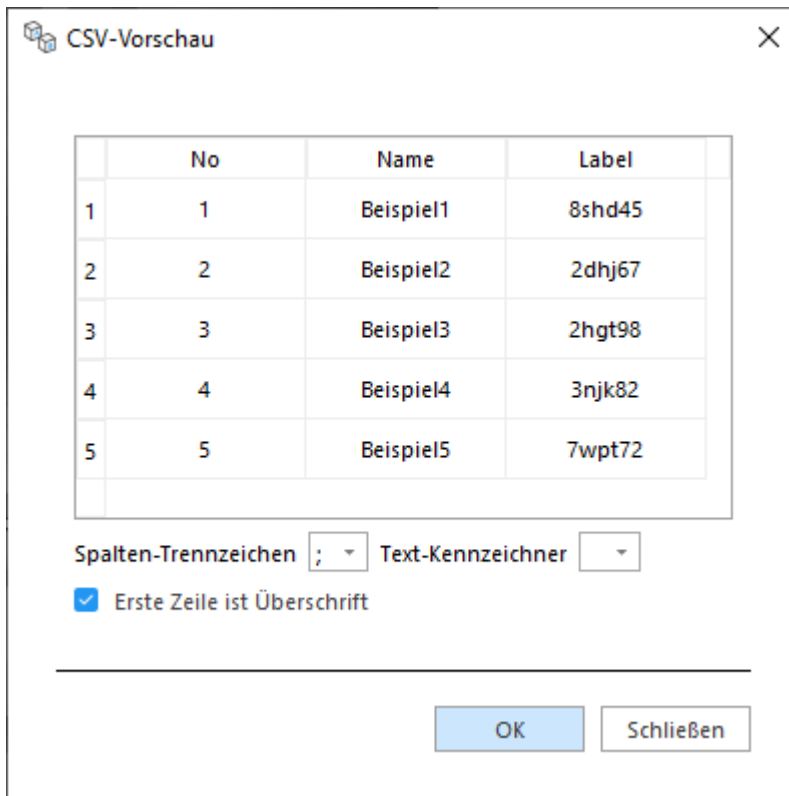 CSV-Vorschau
No Name Label
1 1 Beispiel1 8shd45
2 2 Beispiel2 2dhj67
3 3 Beispiel3 2hgt98
4 4 Beispiel4 3njk82
5 5 Beispiel5 7wpt72
Spalten-Trennzeichen ; Text-Kennzeichner
Erste Zeile ist Überschrift
OK Schließen